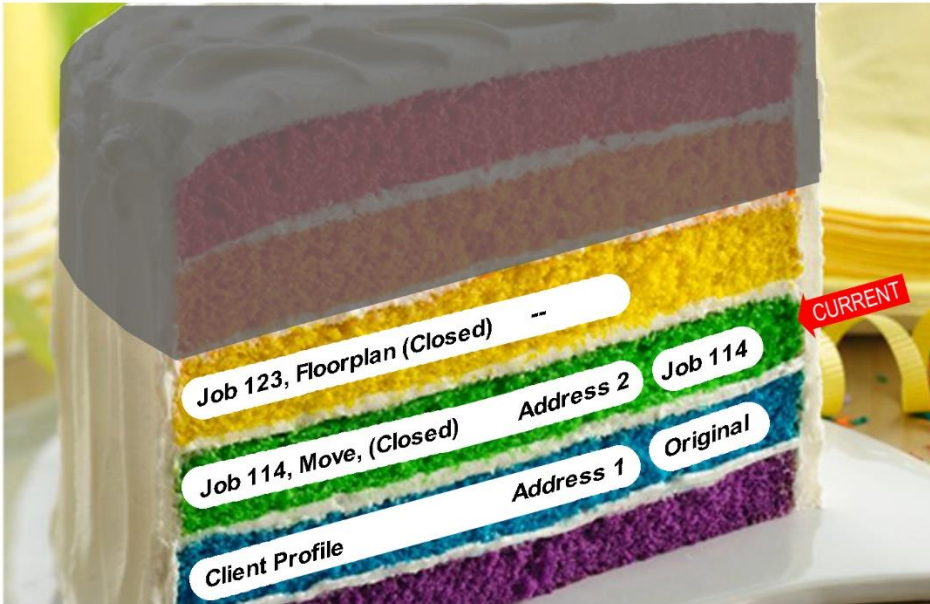 Job 123, Floorplan (Closed) --
CURRENT
Job 114, Move, (Closed) Address 2 Job 114
Client Profile Address 1 Original